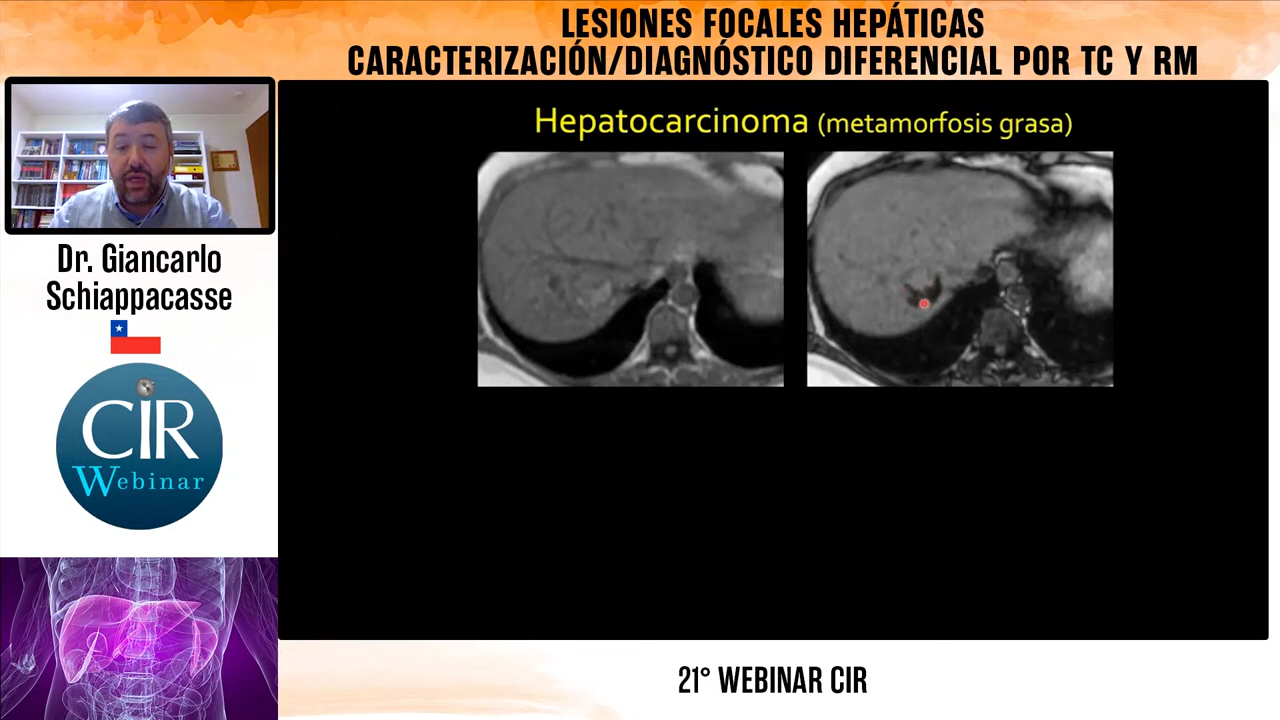 LESIONES FOCALES HEPÁTICAS
CARACTERIZACIÓN/DIAGNÓSTICO DIFERENCIAL POR TC Y RM
Hepatocarcinoma (metamorfosis grasa)
Dr. Giancarlo
Schiappacasse
CIR
Webinar
21° WEBINAR CIR